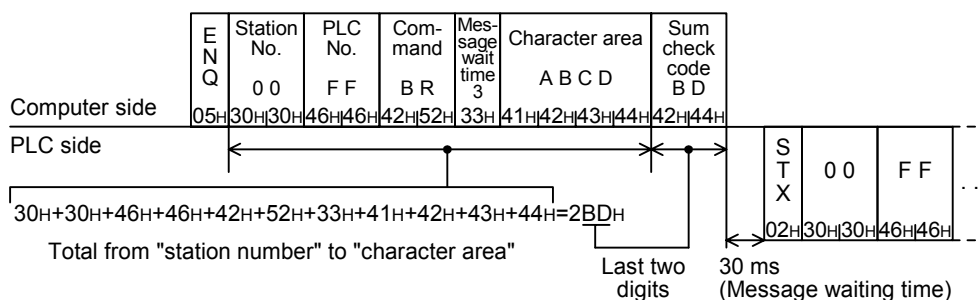 E
N
Q
05H
Station
No.
0 0
30H 30H
PLC
No.
F F
46H 46H
Com-
mand
B R
42H 52H
Mes-
sage
wait
time
3
33H
Character area
A B C D
41H 42H 43H 44H
Sum
check
code
B D
42H 44H
Computer side
PLC side
S
T
X
02H
0 0
30H 30H
F F
46H 46H
. .
30H+30H+46H+46H+42H+52H+33H+41H+42H+43H+44H=2BDH
Total from "station number" to "character area"
Last two
digits
30 ms
(Message waiting time)